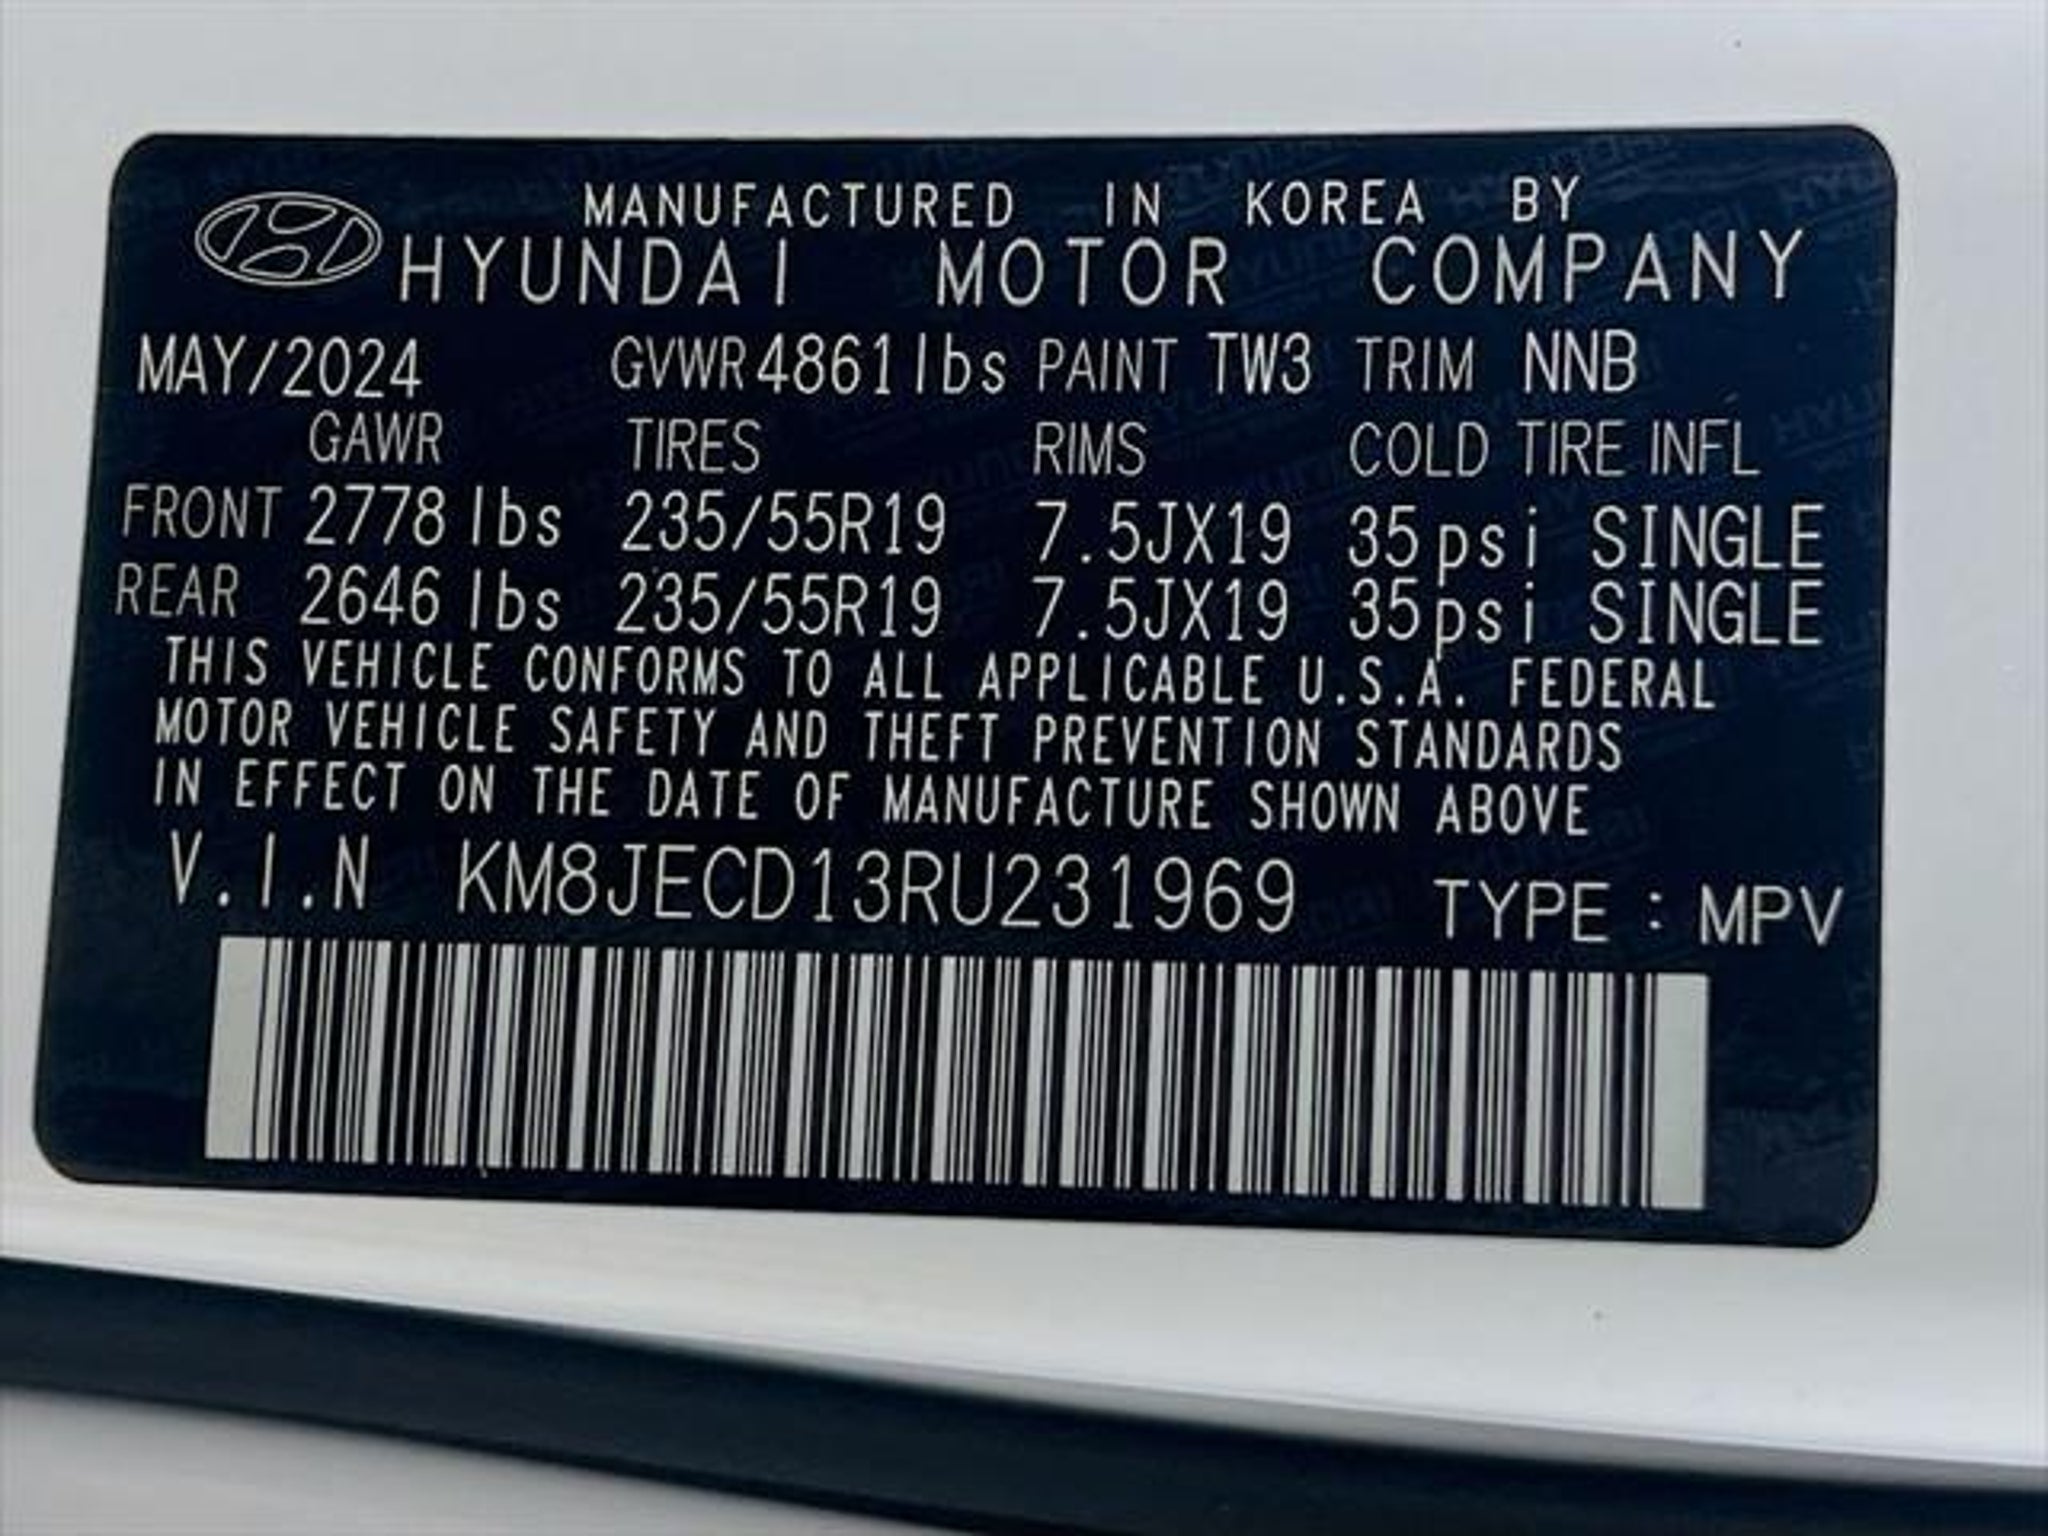 MANUFACTURED IN KOREA BY
HYUNDAI MOTOR COMPANY
MAY/2024 GVWR 4861 lbs PAINT TW3 TRIM NNB
GAWR TIRES RIMS COLD TIRE INFL
FRONT 2778 lbs 235/55R19 7.5JX19 35psi SINGLE
REAR 2646 lbs 235/55R19 7.5JX19 35psi SINGLE
THIS VEHICLE CONFORMS TO ALL APPLICABLE U.S.A. FEDERAL
MOTOR VEHICLE SAFETY AND THEFT PREVENTION STANDARDS
IN EFFECT ON THE DATE OF MANUFACTURE SHOWN ABOVE
V.I.N KM8JECD13RU231969 TYPE : MPV